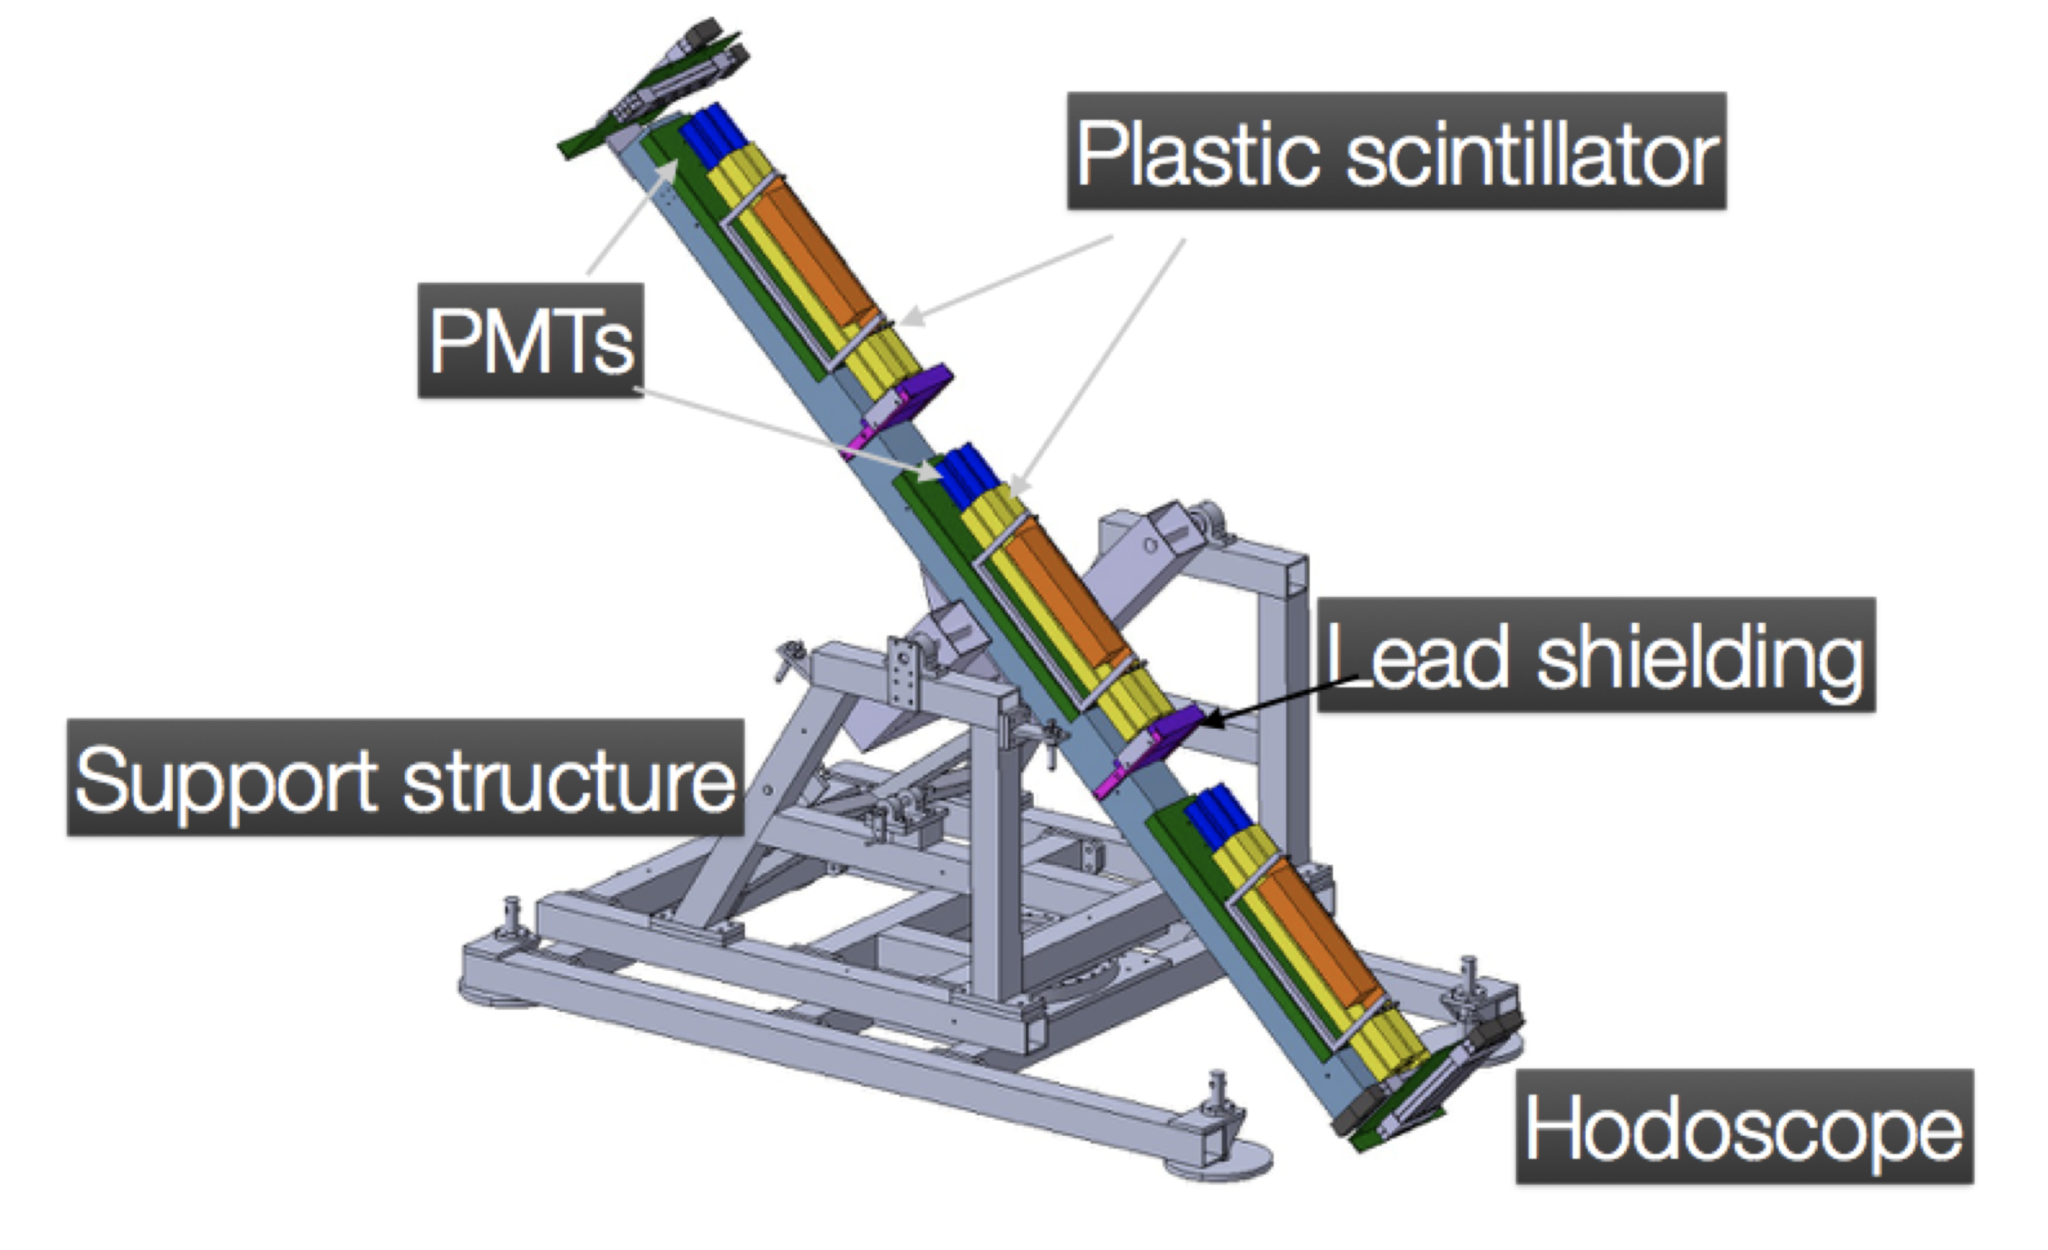 Plastic scintillator
PMTs
Lead shielding
Support structure
Hodoscope